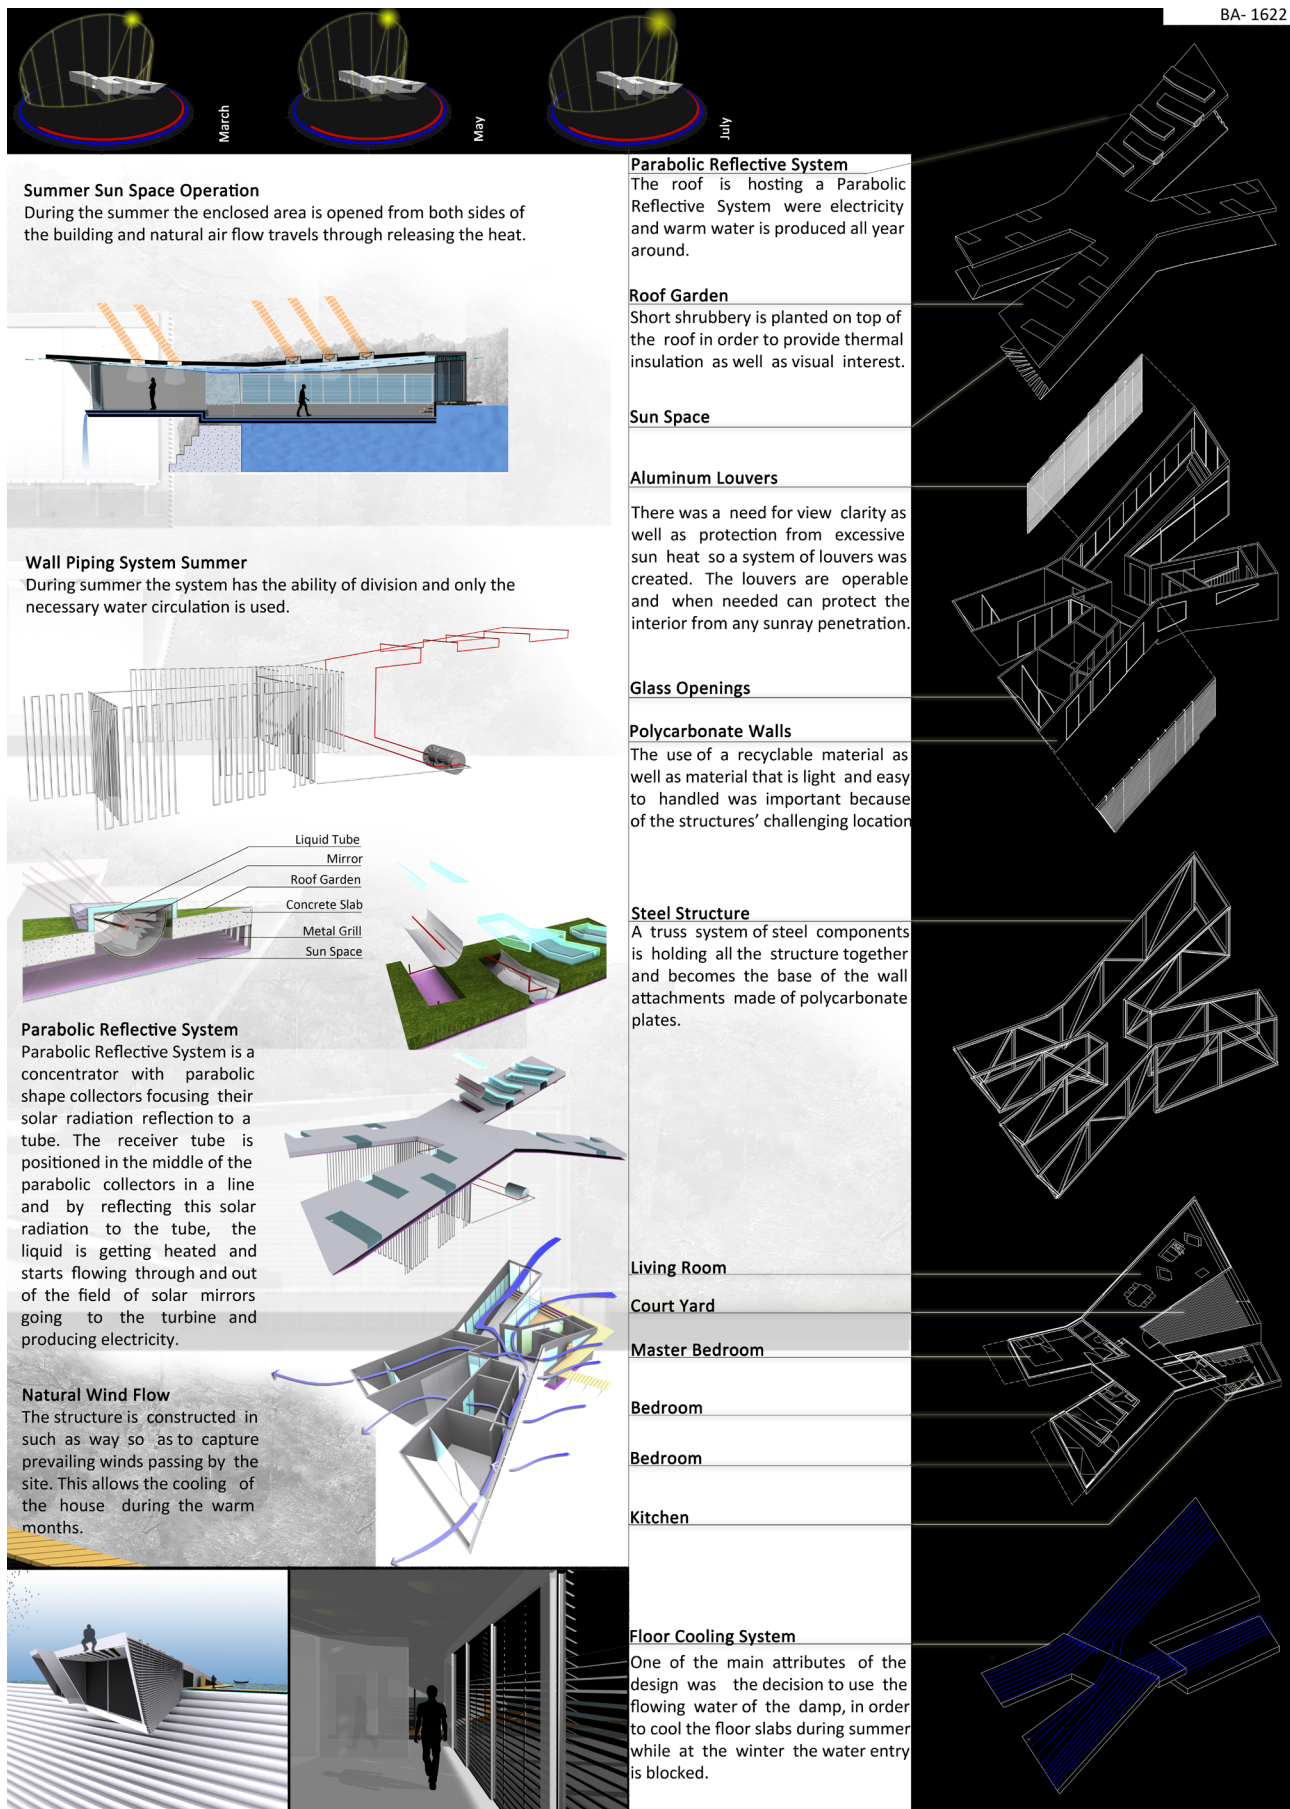 BA- 1622
March
May
July
Summer Sun Space Operation
During the summer the enclosed area is opened from both sides of
the building and natural air flow travels through releasing the heat.
Wall Piping System Summer
During summer the system has the ability of division and only the
necessary water circulation is used.
Liquid Tube
Mirror
Roof Garden
Concrete Slab
Metal Grill
Sun Space
Parabolic Reflective System
Parabolic Reflective System is a
concentrator with parabolic
shape collectors focusing their
solar radiation reflection to a
tube. The receiver tube is
positioned in the middle of the
parabolic collectors in a line
and by reflecting this solar
radiation to the tube, the
liquid is getting heated and
starts flowing through and out
of the field of solar mirrors
going to the turbine and
producing electricity.
Natural Wind Flow
The structure is constructed in
such as way so as to capture
prevailing winds passing by the
site. This allows the cooling of
the house during the warm
months.
Parabolic Reflective System
The roof is hosting a Parabolic
Reflective System were electricity
and warm water is produced all year
around.
Roof Garden
Short shrubbery is planted on top of
the roof in order to provide thermal
insulation as well as visual interest.
Sun Space
Aluminum Louvers
There was a need for view clarity as
well as protection from excessive
sun heat so a system of louvers was
created. The louvers are operable
and when needed can protect the
interior from any sunray penetration.
Glass Openings
Polycarbonate Walls
The use of a recyclable material as
well as material that is light and easy
to handled was important because
of the structures’ challenging location
Steel Structure
A truss system of steel components
is holding all the structure together
and becomes the base of the wall
attachments made of polycarbonate
plates.
Living Room
Court Yard
Master Bedroom
Bedroom
Bedroom
Kitchen
Floor Cooling System
One of the main attributes of the
design was the decision to use the
flowing water of the damp, in order
to cool the floor slabs during summer
while at the winter the water entry
is blocked.